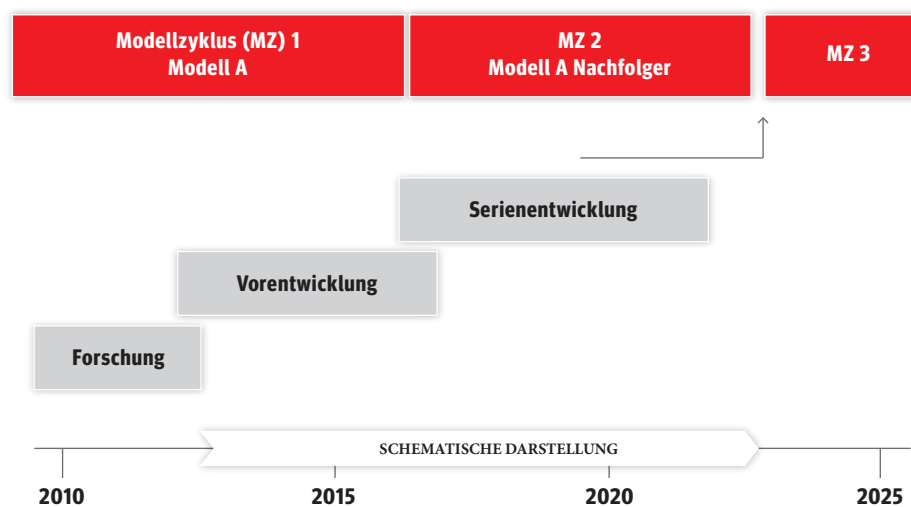 Modellzyklus (MZ) 1
Modell A
MZ 2
Modell A Nachfolger
MZ 3
Serienentwicklung
Vorentwicklung
Forschung
SCHEMATISCHE DARSTELLUNG
2010
2015
2020
2025